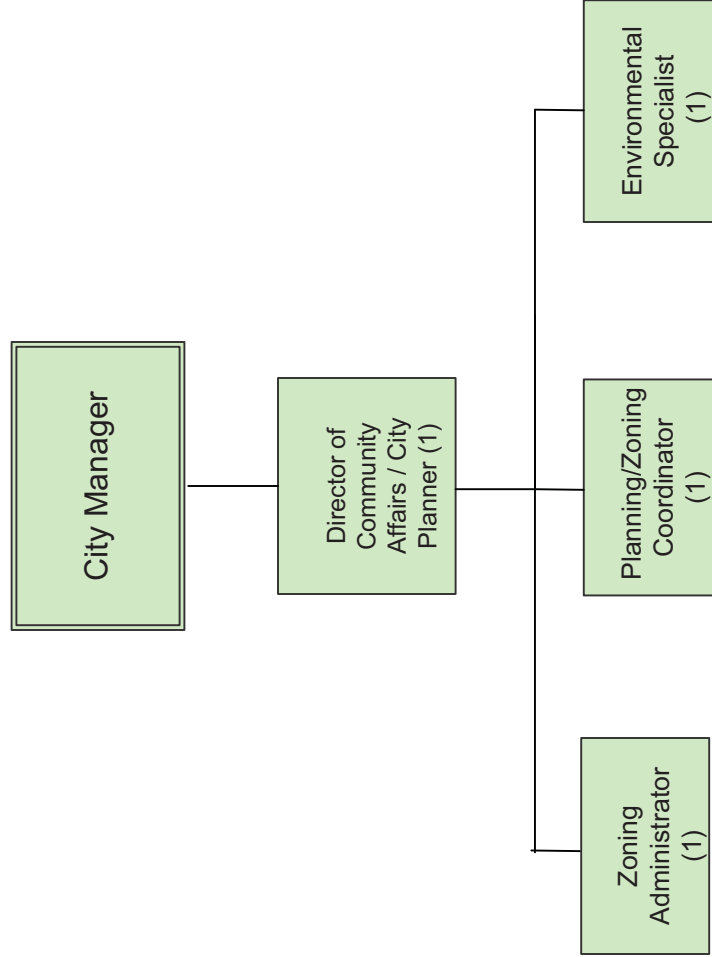 City Manager
Director of
Community
Affairs / City
Planner (1)
Zoning
Administrator
(1)
Planning/Zoning
Coordinator
(1)
Environmental
Specialist
(1)